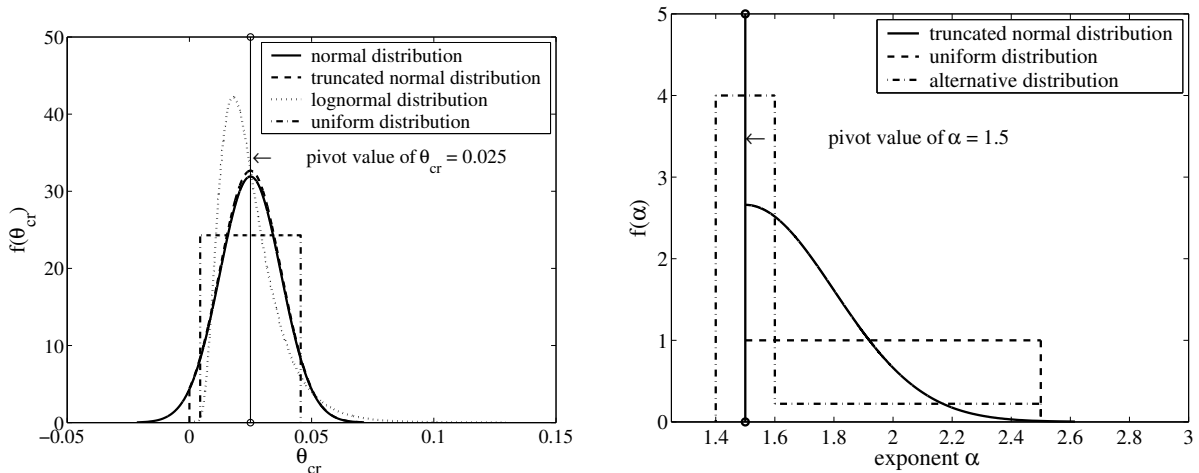 50
40
30
20
10
0
f(θcr)
−0.05
0
0.05
0.1
0.15
θcr
normal distribution
truncated normal distribution
lognormal distribution
uniform distribution
← pivot value of θcr = 0.025
5
4
3
2
1
0
f(α)
1.4
1.6
1.8
2
2.2
2.4
2.6
2.8
3
exponent α
truncated normal distribution
uniform distribution
alternative distribution
← pivot value of α = 1.5